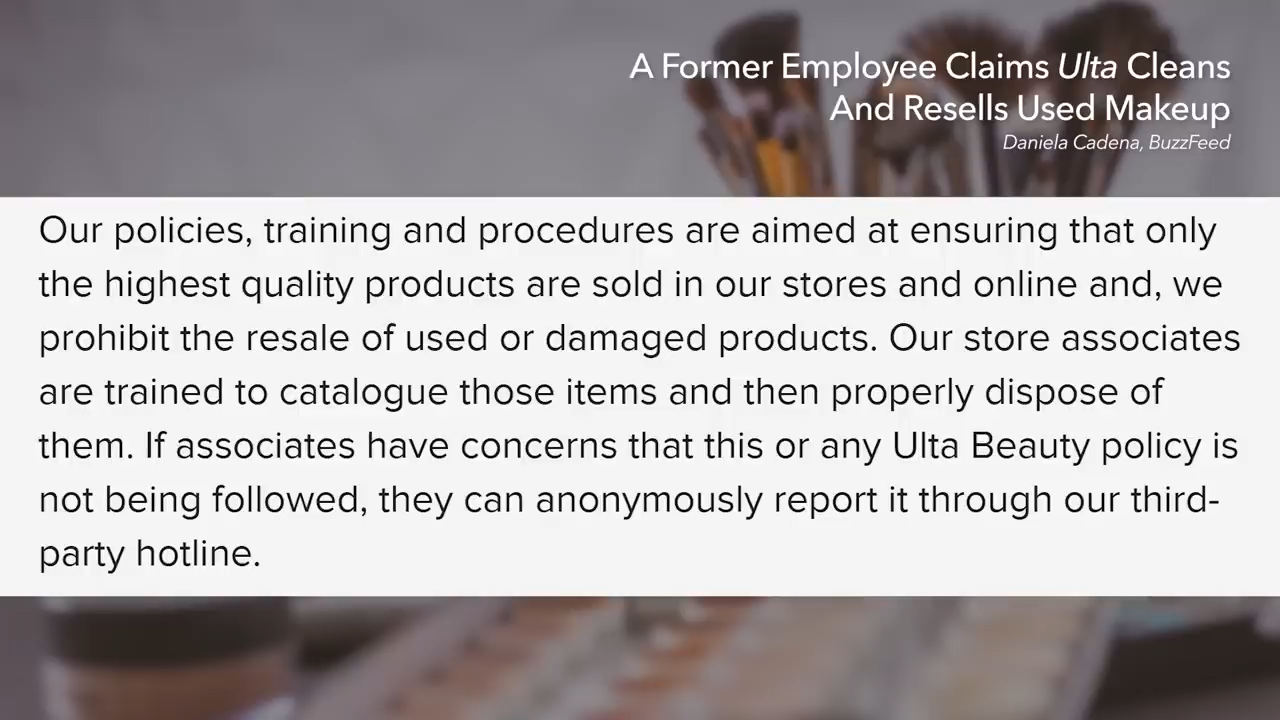 A Former Employee Claims Ulta Cleans
And Resells Used Makeup
Daniela Cadena, BuzzFeed
Our policies, training and procedures are aimed at ensuring that only
the highest quality products are sold in our stores and online and, we
prohibit the resale of used or damaged products. Our store associates
are trained to catalogue those items and then properly dispose of
them. If associates have concerns that this or any Ulta Beauty policy is
not being followed, they can anonymously report it through our third-
party hotline.